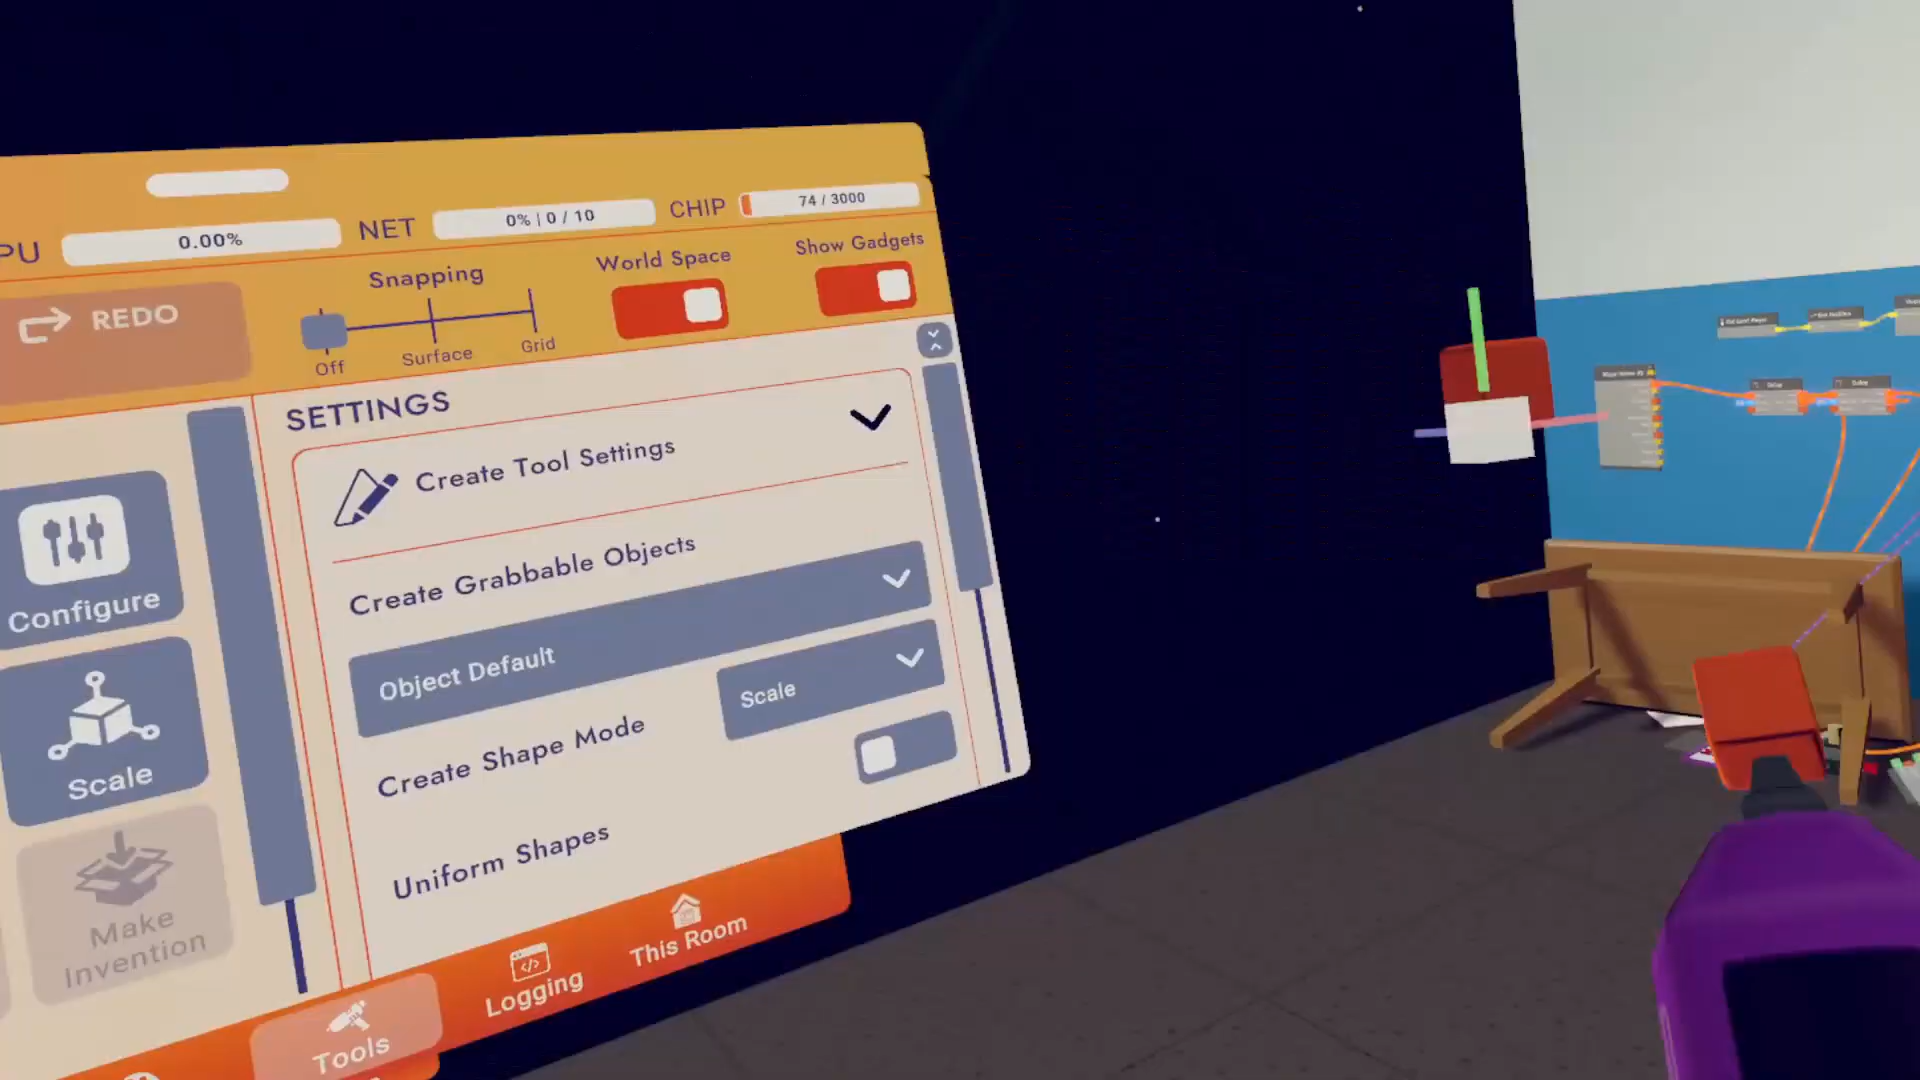 PU 0.00% NET 0% | 0 / 10 CHIP 74 / 3000
REDO
Snapping
Off
Surface
Grid
World Space
Show Gadgets
SETTINGS
Create Tool Settings
Create Grabbable Objects
Object Default
Create Shape Mode
Scale
Uniform Shapes
Configure
Scale
Make
Invention
Tools
Logging
This Room
Delay
Delay